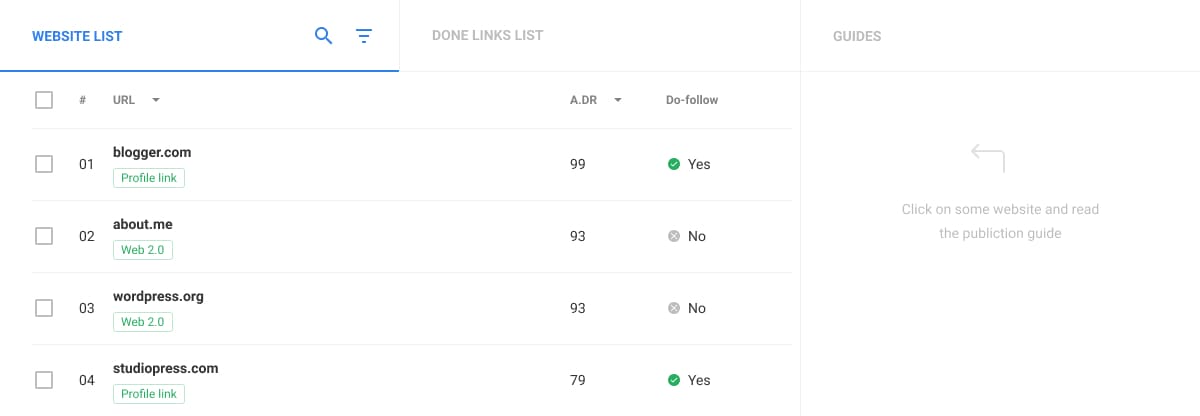 WEBSITE LIST
DONE LINKS LIST
GUIDES
# URL A.DR Do-follow
01 blogger.com 99 Yes
Profile link
02 about.me 93 No
Web 2.0
03 wordpress.org 93 No
Web 2.0
04 studiopress.com 79 Yes
Profile link
Click on some website and read
the publiction guide